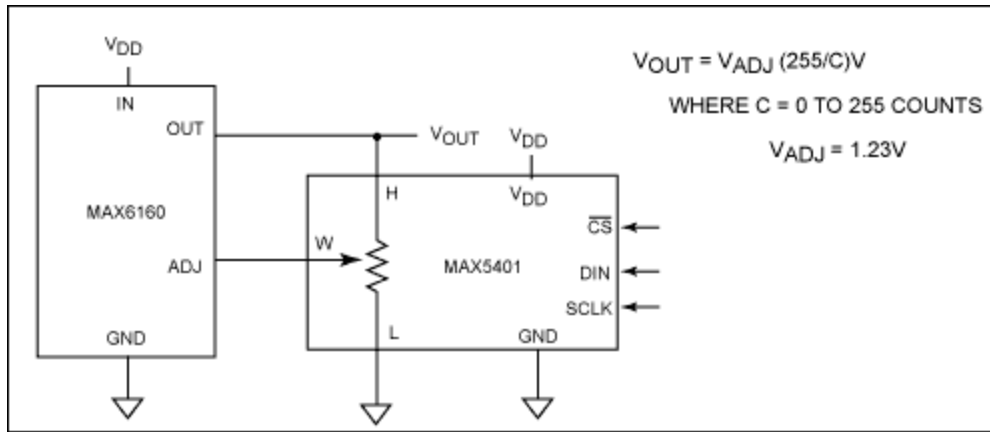 VDD
IN
OUT
MAX6160
ADJ
GND
VOUT
VDD
VDD
H
W
L
MAX5401
CS
DIN
SCLK
GND
VOUT = VADJ (255/C)V
WHERE C = 0 TO 255 COUNTS
VADJ = 1.23V